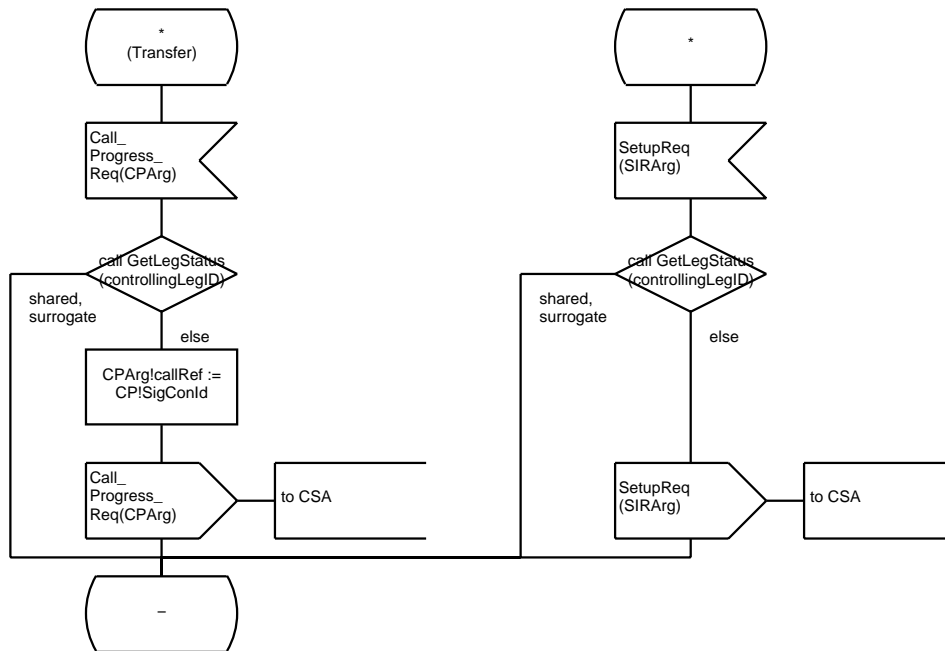 *
(Transfer)
Call_
Progress_
Req(CPArg)
call GetLegStatus
(controllingLegID)
shared,
surrogate
else
CPArg!callRef :=
CP!SigConId
Call_
Progress_
Req(CPArg)
to CSA
–
*
SetupReq
(SIRArg)
call GetLegStatus
(controllingLegID)
shared,
surrogate
else
SetupReq
(SIRArg)
to CSA